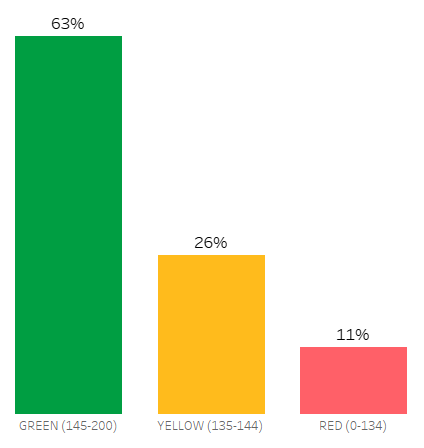 63%
26%
11%
GREEN (145-200)
YELLOW (135-144)
RED (0-134)